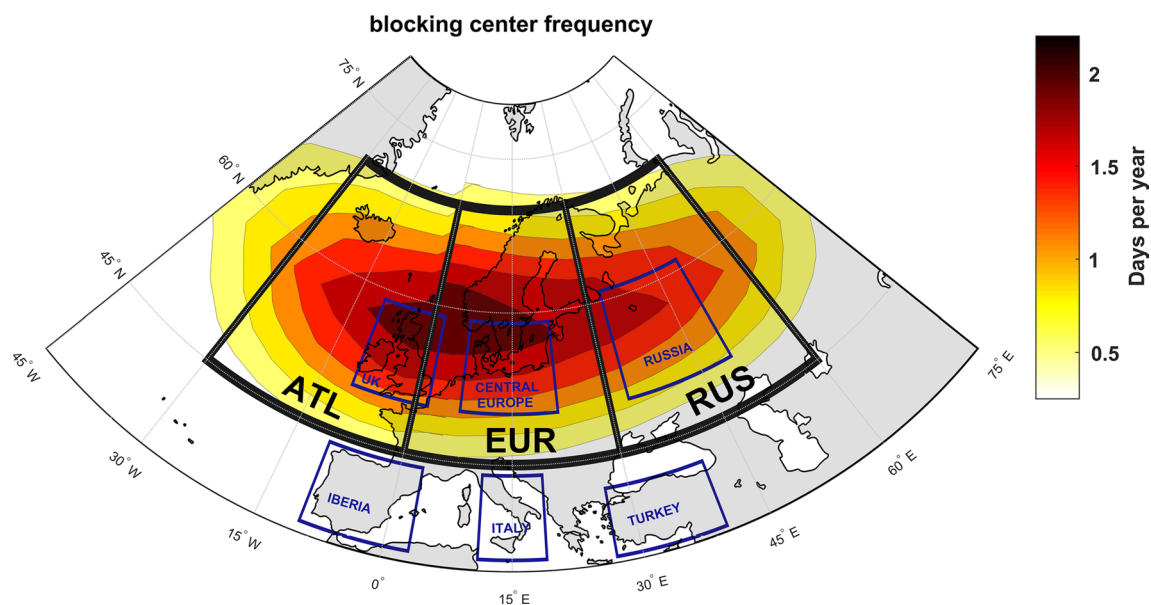 blocking center frequency
75° N
60° N
45° N
45° W
30° W
15° W
0°
15° E
30° E
45° E
60° E
75° E
ATL
EUR
RUS
UK
CENTRAL
EUROPE
RUSSIA
IBERIA
ITALY
TURKEY
2
1.5
1
0.5
Days per year